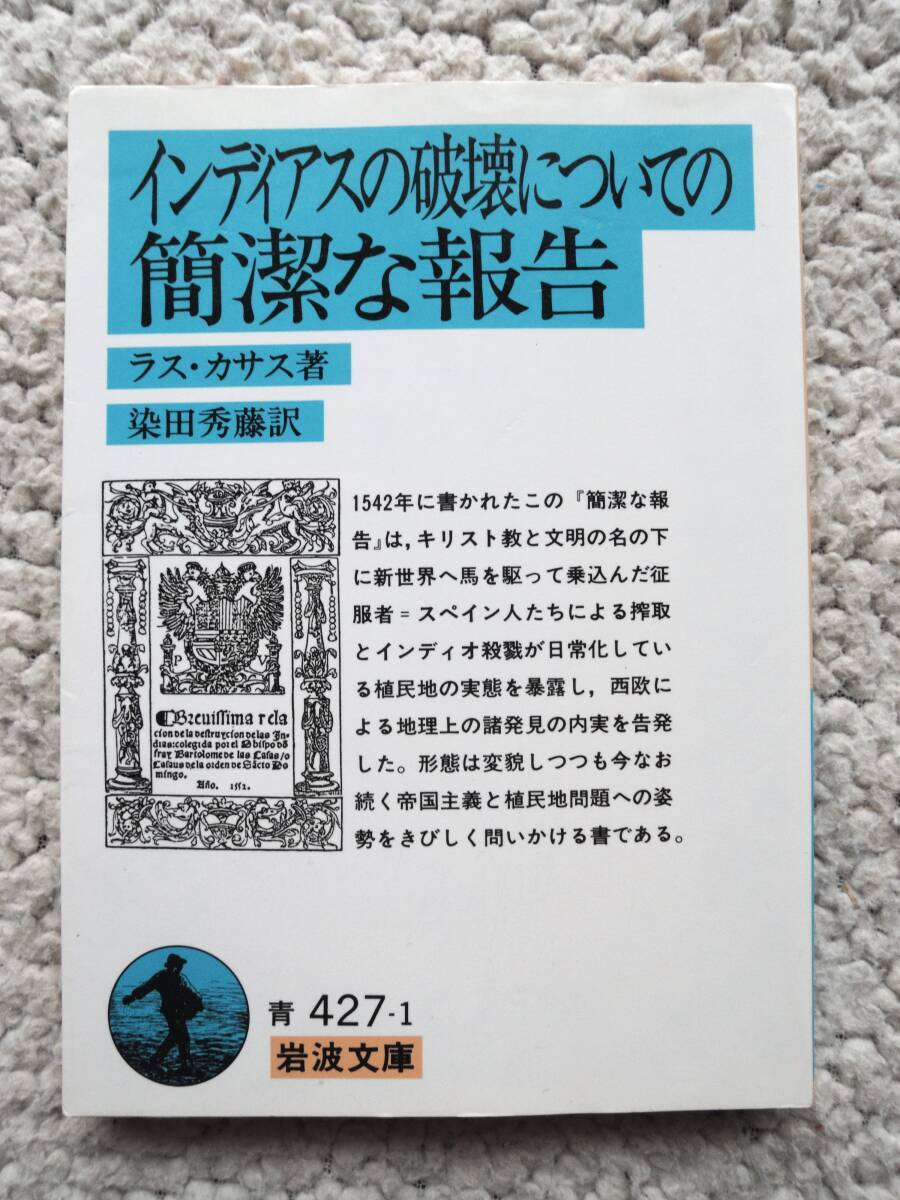 インディアスの破壊についての
簡潔な報告
ラス・カサス著
染田秀藤訳
1542年に書かれたこの『簡潔な報
告』は，キリスト教と文明の名の下
に新世界へ馬を駆って乗込んだ征
服者＝スペイン人たちによる搾取
とインディオ殺戮が日常化してい
る植民地の実態を暴露し，西欧に
よる地理上の諸発見の内実を告発
した。形態は変貌しつつも今なお
続く帝国主義と植民地問題への姿
勢をきびしく問いかける書である。
P V
Breuissima rela
cion de la destruycion de las Jn-
dias: colegida por el Obispo dō
fray Bartolome de las Casas/o
Casaus de la orden de Sācto Do
mingo.
Año. 1552.
青 427-1
岩波文庫